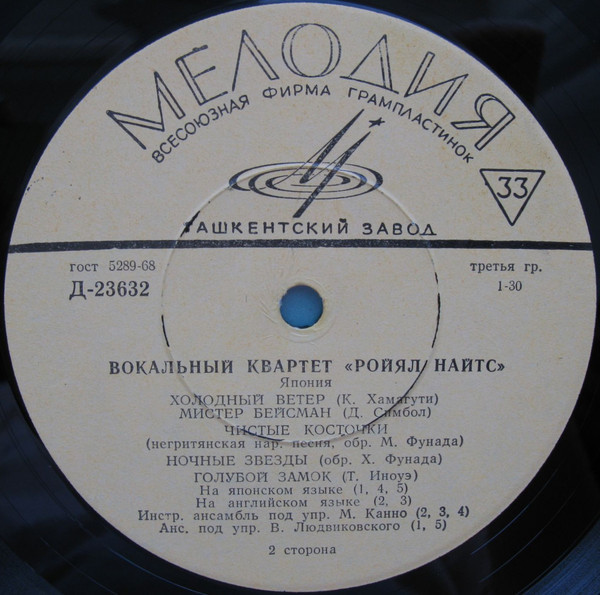 МЕЛОДИЯ
ВСЕСОЮЗНАЯ ФИРМА ГРАМПЛАСТИНОК
33
ТАШКЕНТСКИЙ ЗАВОД
гост 5289-68
третья гр.
Д-23632
1-30
ВОКАЛЬНЫЙ КВАРТЕТ «РОЙЯЛ НАЙТС»
Япония
ХОЛОДНЫЙ ВЕТЕР (К. Хамагути)
МИСТЕР БЕЙСМАН (Д. Симбол)
ЧИСТЫЕ КОСТОЧКИ
(негритянская нар. песня, обр. М. Фунада)
НОЧНЫЕ ЗВЕЗДЫ (обр. Х. Фунада)
ГОЛУБОЙ ЗАМОК (Т. Иноуэ)
На японском языке (1, 4, 5)
На английском языке (2, 3)
Инстр. ансамбль под упр. М. Канно (2, 3, 4)
Анс. под упр. В. Людвиковского (1, 5)
2 сторона